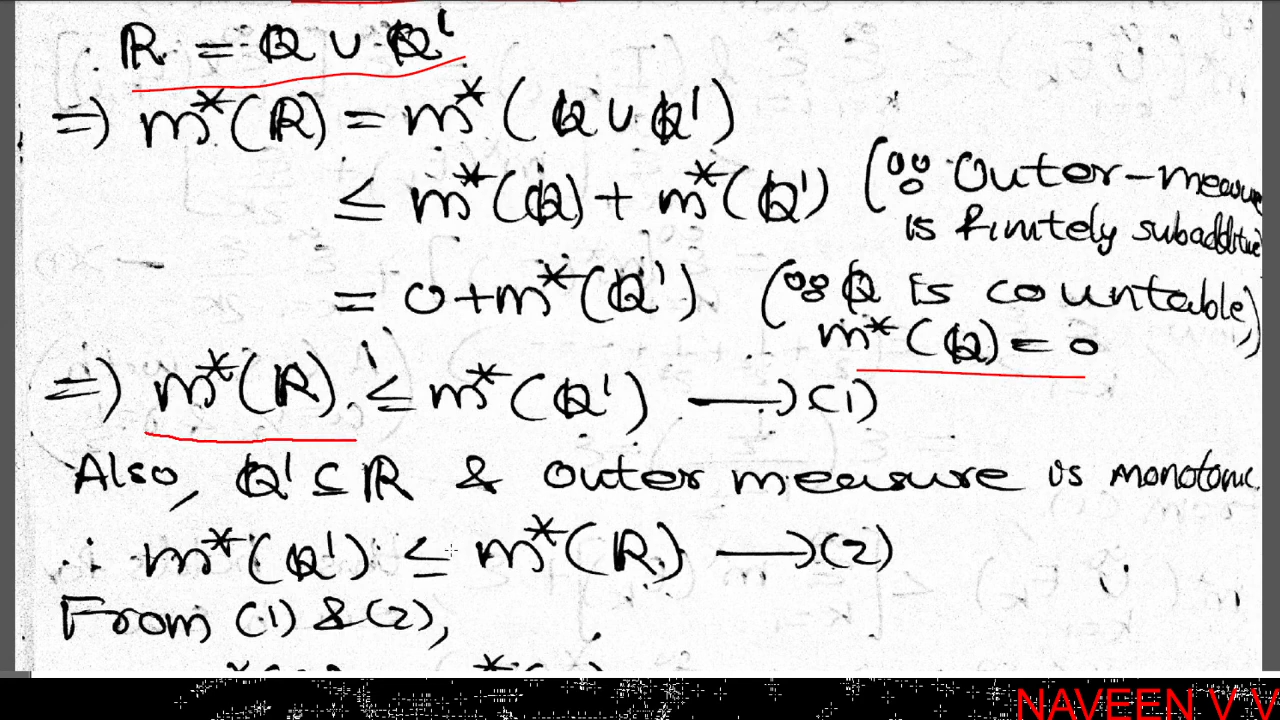 ∴ ℝ = ℚ ∪ ℚ'
⇒ m*(ℝ) = m*(ℚ ∪ ℚ')
≤ m*(ℚ) + m*(ℚ') (∵ Outer-measure
is finitely subadditive
= 0 + m*(ℚ') (∵ ℚ is countable,
m*(ℚ) = 0
⇒ m*(ℝ) ≤ m*(ℚ') ⟶ (1)
Also, ℚ' ⊆ ℝ & outer measure is monotonic.
∴ m*(ℚ') ≤ m*(ℝ) ⟶ (2)
From (1) & (2),
NAVEEN V V